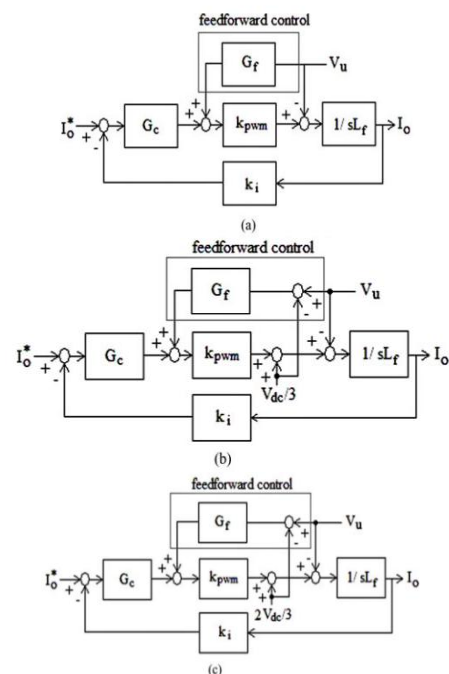 feedforward control
G_f
V_u
I_o^* + - G_c + + k_pwm + - 1/sL_f I_o
k_i
(a)
feedforward control
G_f - +
V_u
I_o^* + - G_c + + k_pwm + + - + 1/sL_f I_o
V_dc/3
k_i
(b)
feedforward control
G_f - +
V_u
I_o^* + - G_c + + k_pwm + + - + 1/sL_f I_o
2V_dc/3
k_i
(c)